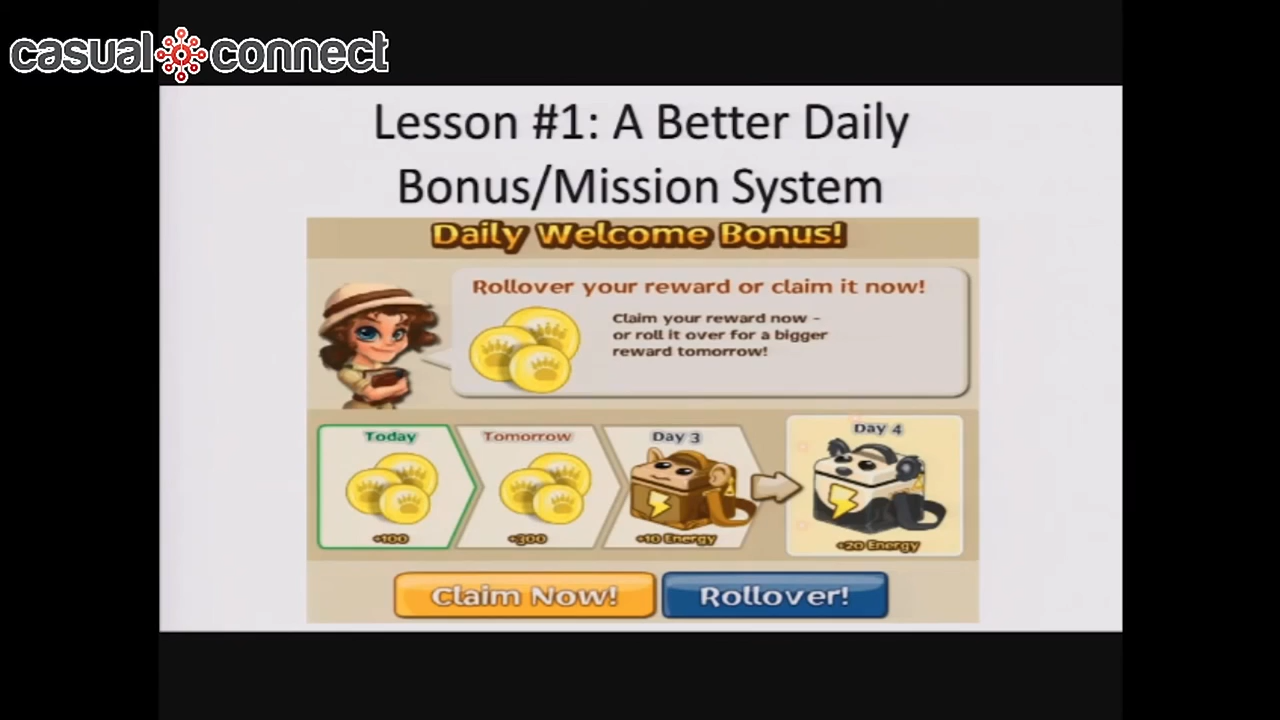 casual connect
Lesson #1: A Better Daily
Bonus/Mission System
Daily Welcome Bonus!
Rollover your reward or claim it now!
Claim your reward now -
or roll it over for a bigger
reward tomorrow!
Today
Tomorrow
Day 3
Day 4
+100
+300
+10 Energy
+20 Energy
Claim Now!
Rollover!